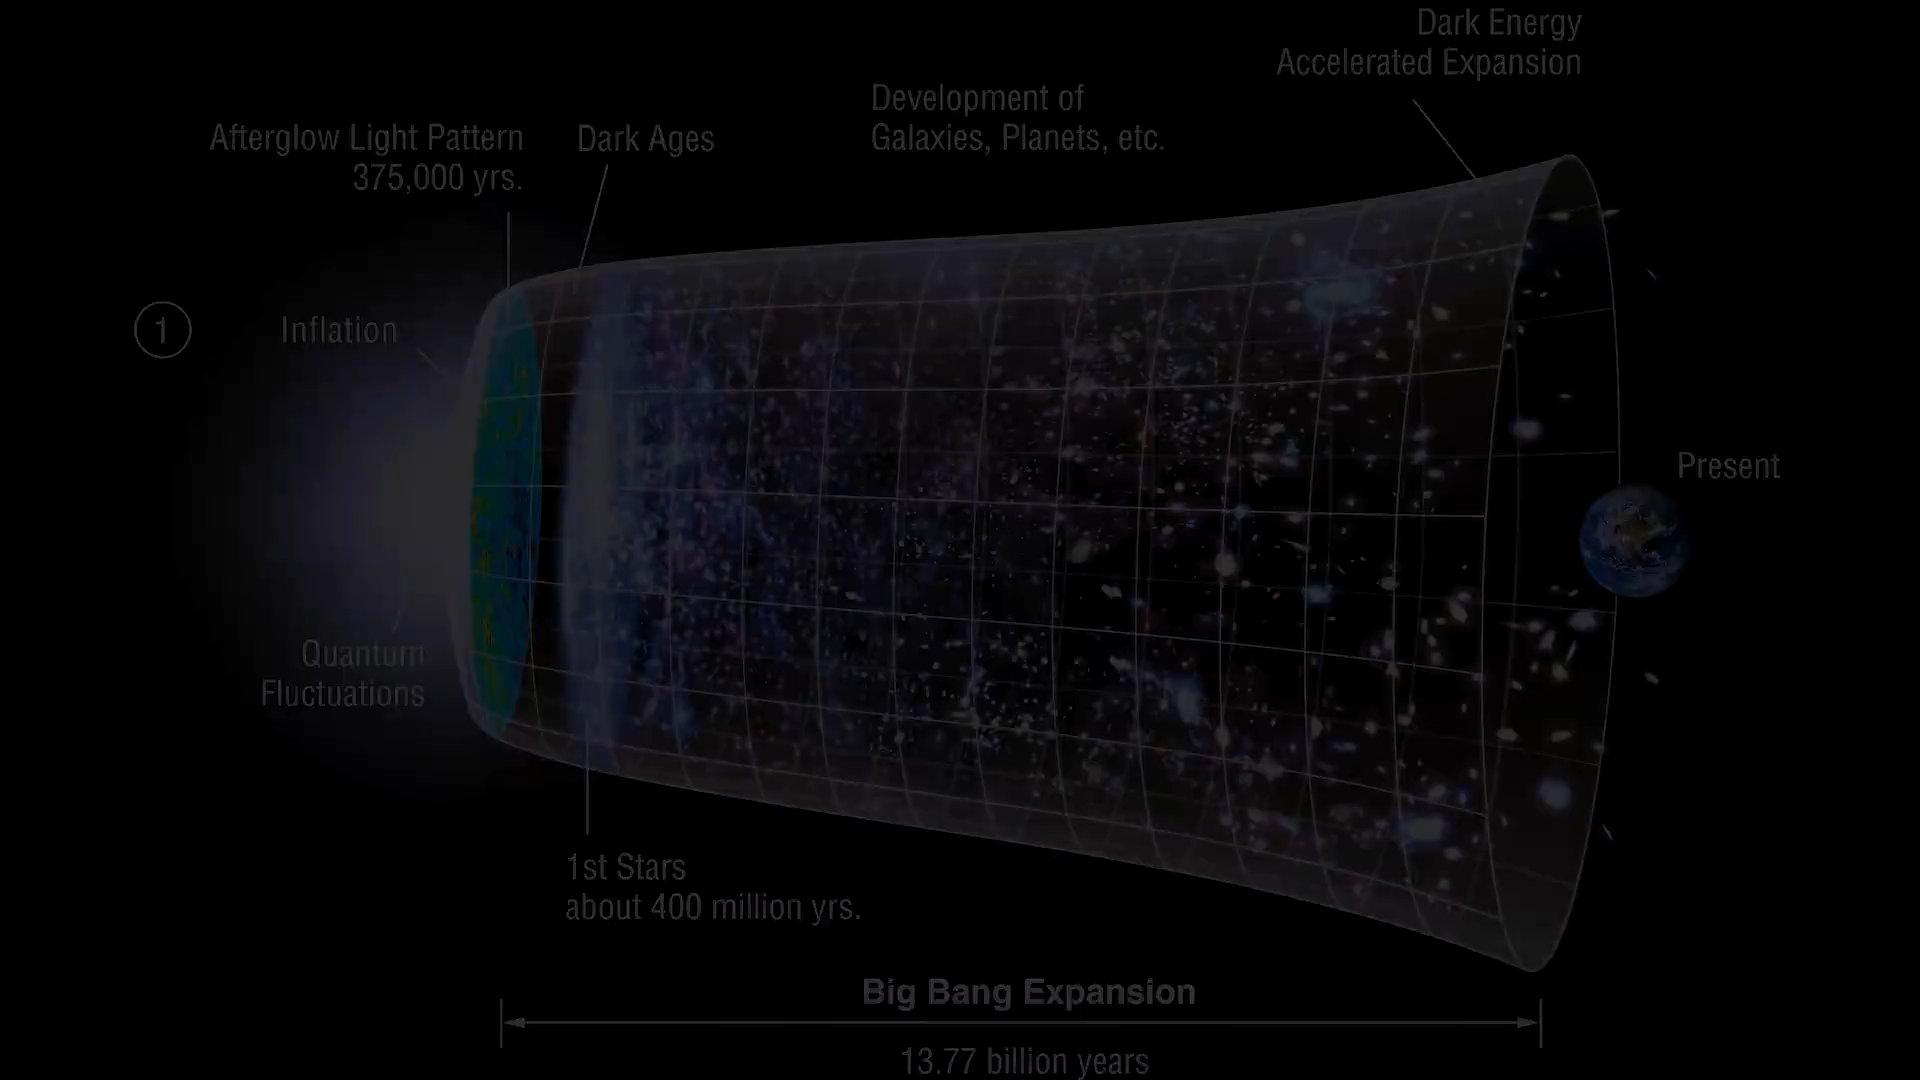 Dark Energy
Accelerated Expansion
Development of
Galaxies, Planets, etc.
Afterglow Light Pattern
375,000 yrs.
Dark Ages
1
Inflation
Present
Quantum
Fluctuations
1st Stars
about 400 million yrs.
Big Bang Expansion
13.77 billion years